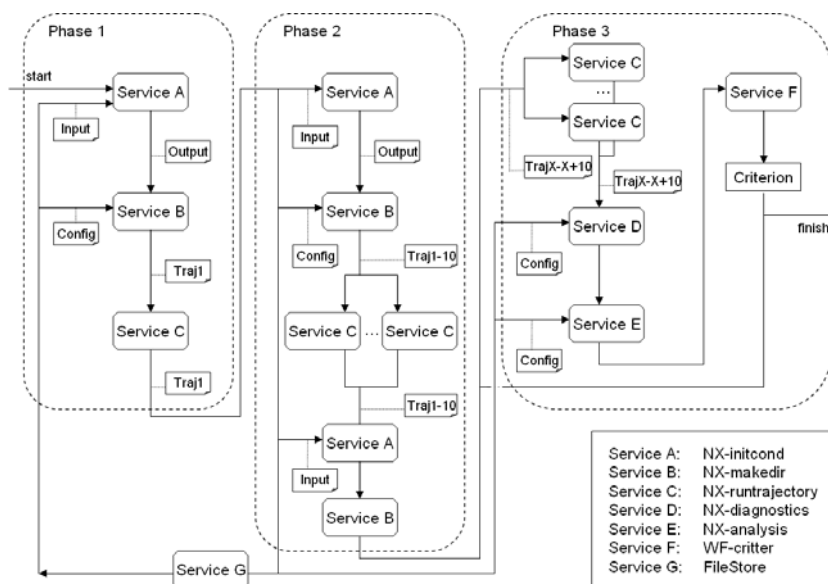 Phase 1
start
Service A
Input
Output
Service B
Config
Traj1
Service C
Traj1
Service G
Phase 2
Service A
Input
Output
Service B
Config
Traj1-10
Service C ... Service C
Traj1-10
Service A
Input
Service B
Phase 3
Service C
...
Service C
TrajX-X+10
TrajX-X+10
Service D
Config
Service E
Config
Service F
Criterion
finish
Service A: NX-initcond
Service B: NX-makedir
Service C: NX-runtrajectory
Service D: NX-diagnostics
Service E: NX-analysis
Service F: WF-critter
Service G: FileStore